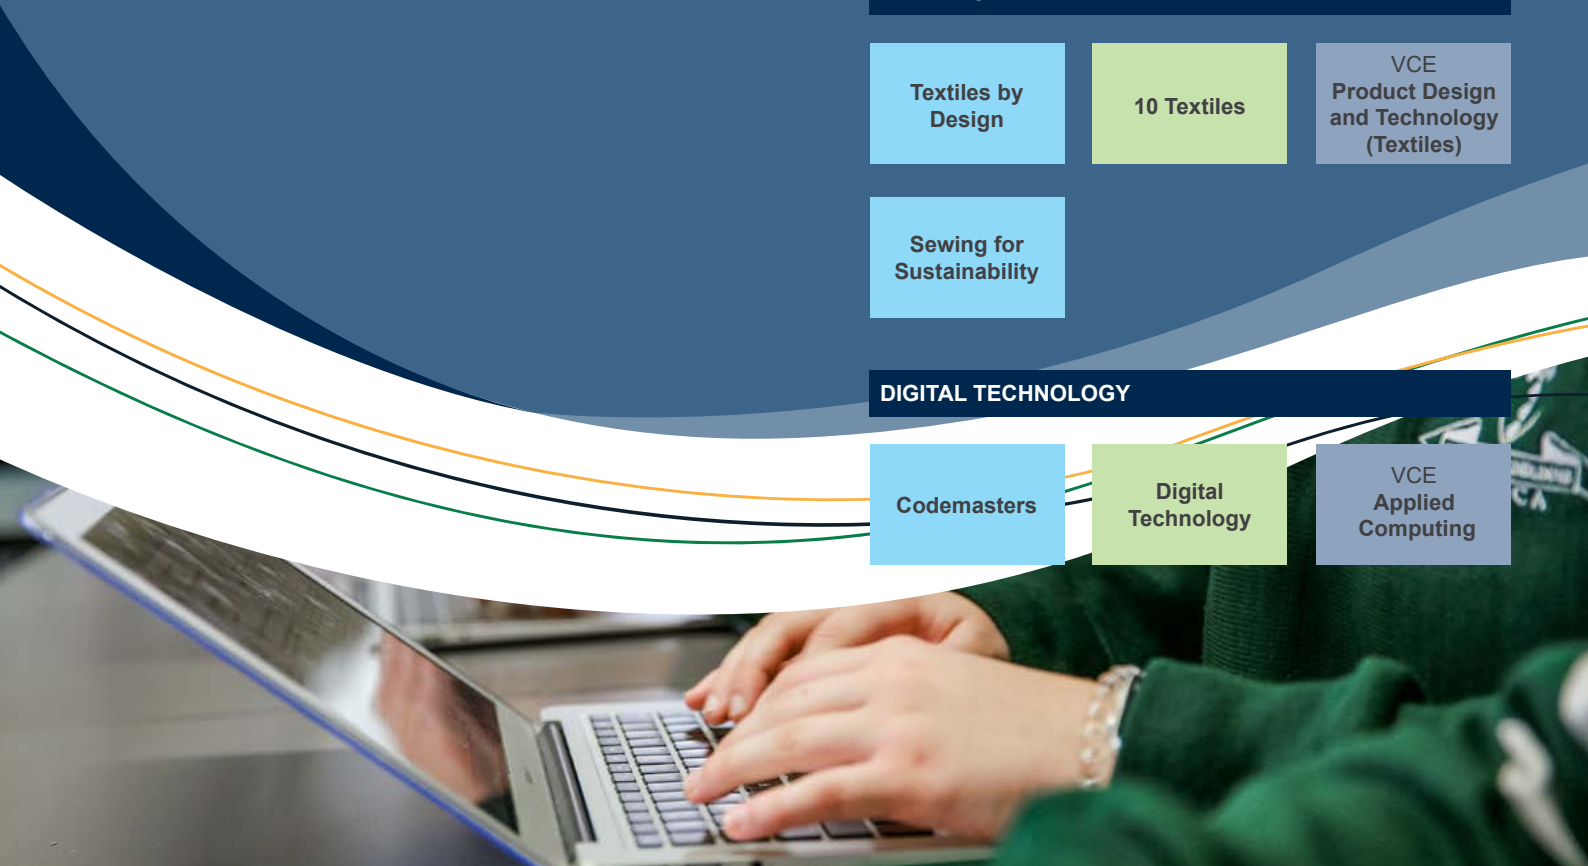 Textiles by
Design
10 Textiles
VCE
Product Design
and Technology
(Textiles)
Sewing for
Sustainability
DIGITAL TECHNOLOGY
Codemasters
Digital
Technology
VCE
Applied
Computing